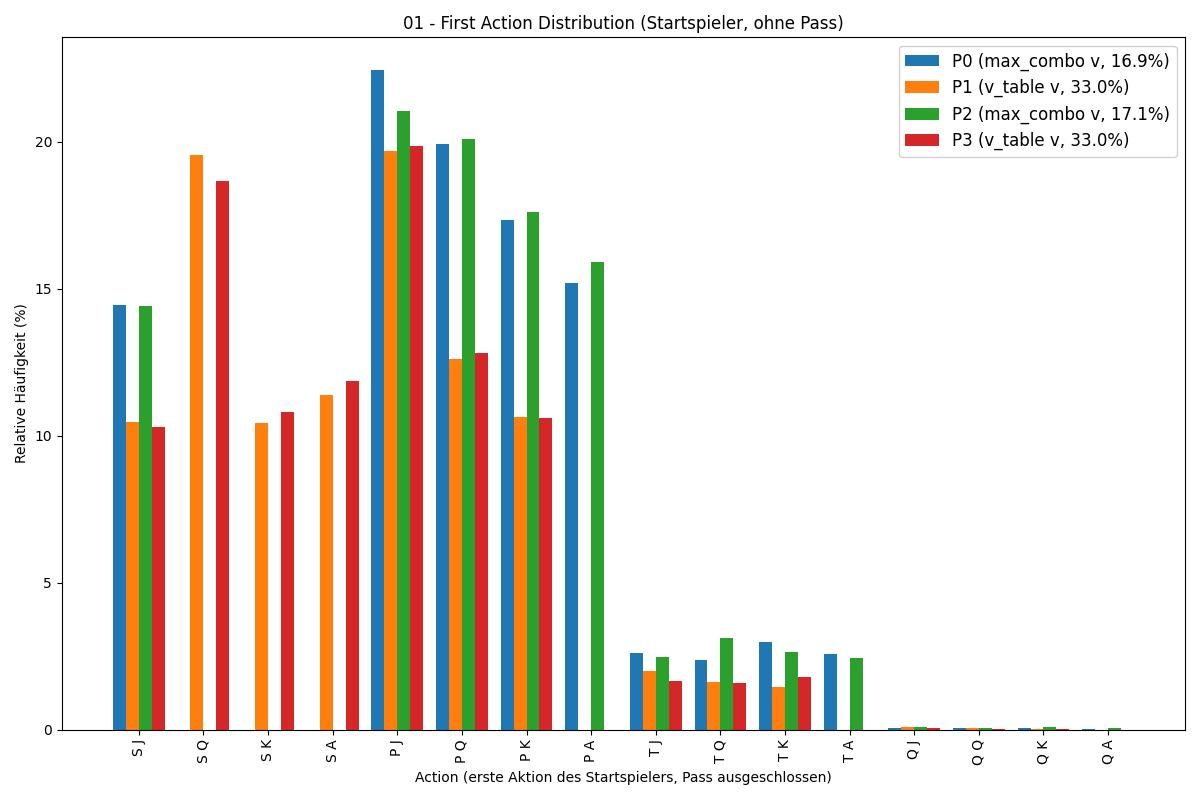 01 - First Action Distribution (Startspieler, ohne Pass)
P0 (max_combo v, 16.9%)
P1 (v_table v, 33.0%)
P2 (max_combo v, 17.1%)
P3 (v_table v, 33.0%)
Relative Häufigkeit (%)
20
15
10
5
0
S J
S Q
S K
S A
P J
P Q
P K
P A
T J
T Q
T K
T A
Q J
Q Q
Q K
Q A
Action (erste Aktion des Startspielers, Pass ausgeschlossen)